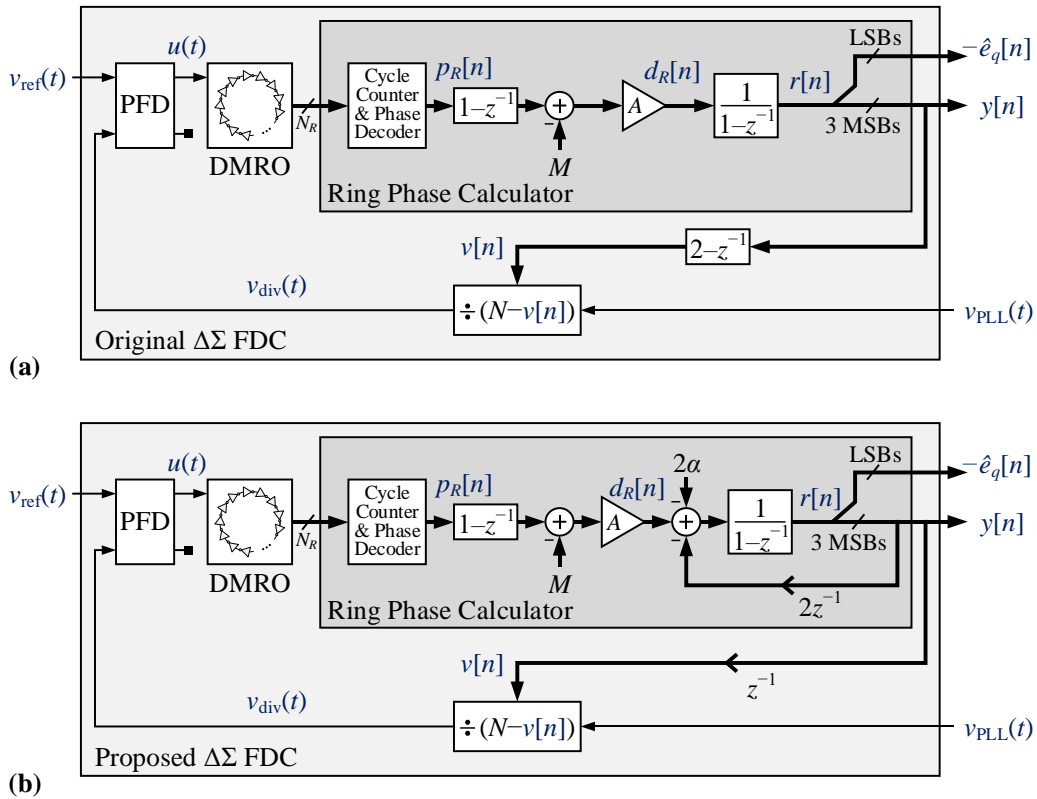 u(t)
v_ref(t)
PFD
DMRO
N_R
Cycle
Counter
& Phase
Decoder
p_R[n]
1–z⁻¹
+
-
M
A
d_R[n]
1
1–z⁻¹
r[n]
LSBs
3 MSBs
–ê_q[n]
y[n]
Ring Phase Calculator
2–z⁻¹
v[n]
v_div(t)
÷(N–v[n])
v_PLL(t)
Original ΔΣ FDC
(a)
u(t)
v_ref(t)
PFD
DMRO
N_R
Cycle
Counter
& Phase
Decoder
p_R[n]
1–z⁻¹
+
-
M
A
d_R[n]
2α
-
+
-
1
1–z⁻¹
r[n]
LSBs
3 MSBs
–ê_q[n]
y[n]
2z⁻¹
Ring Phase Calculator
z⁻¹
v[n]
v_div(t)
÷(N–v[n])
v_PLL(t)
Proposed ΔΣ FDC
(b)